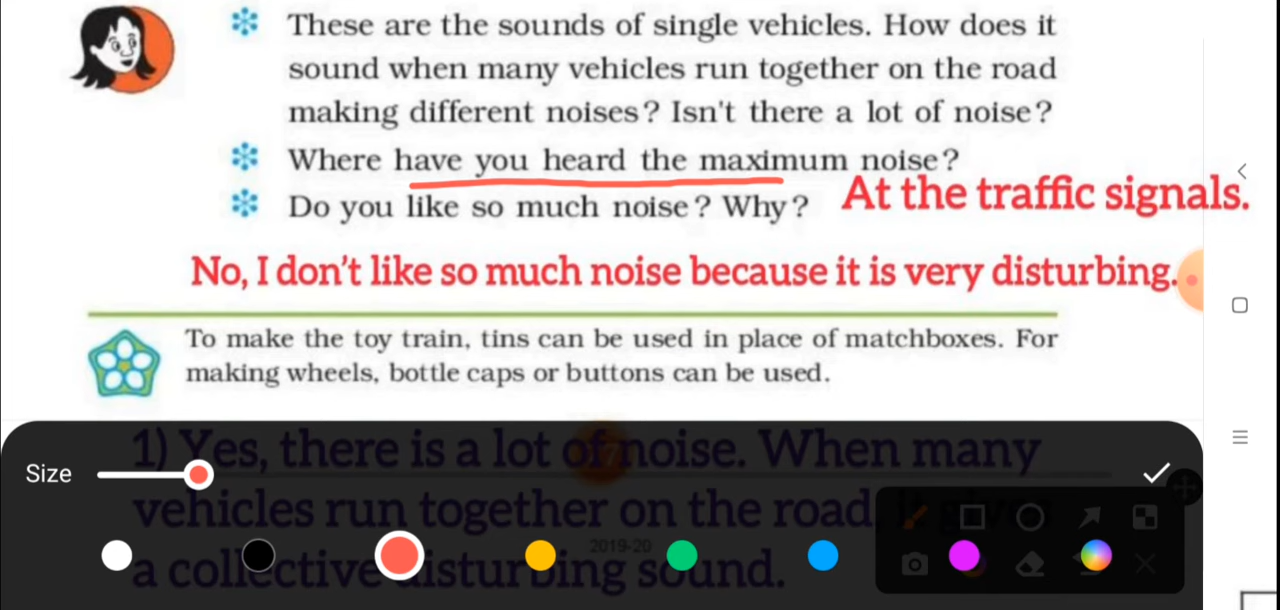 These are the sounds of single vehicles. How does it
sound when many vehicles run together on the road
making different noises? Isn't there a lot of noise?
Where have you heard the maximum noise?
At the traffic signals.
Do you like so much noise? Why?
No, I don't like so much noise because it is very disturbing.
To make the toy train, tins can be used in place of matchboxes. For
making wheels, bottle caps or buttons can be used.
1) Yes, there is a lot of noise. When many
Size
vehicles run together on the road, it gives
2019-20
a collective disturbing sound.